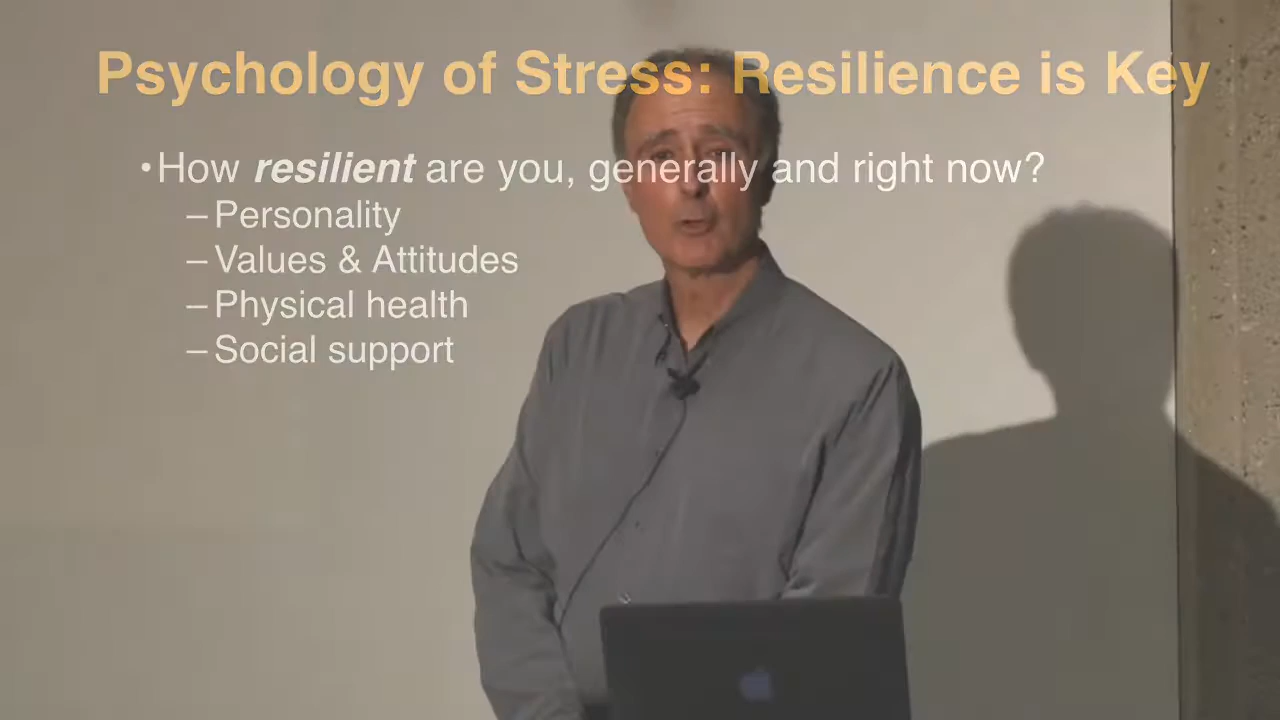 Psychology of Stress: Resilience is Key
•How resilient are you, generally and right now?
–Personality
–Values & Attitudes
–Physical health
–Social support